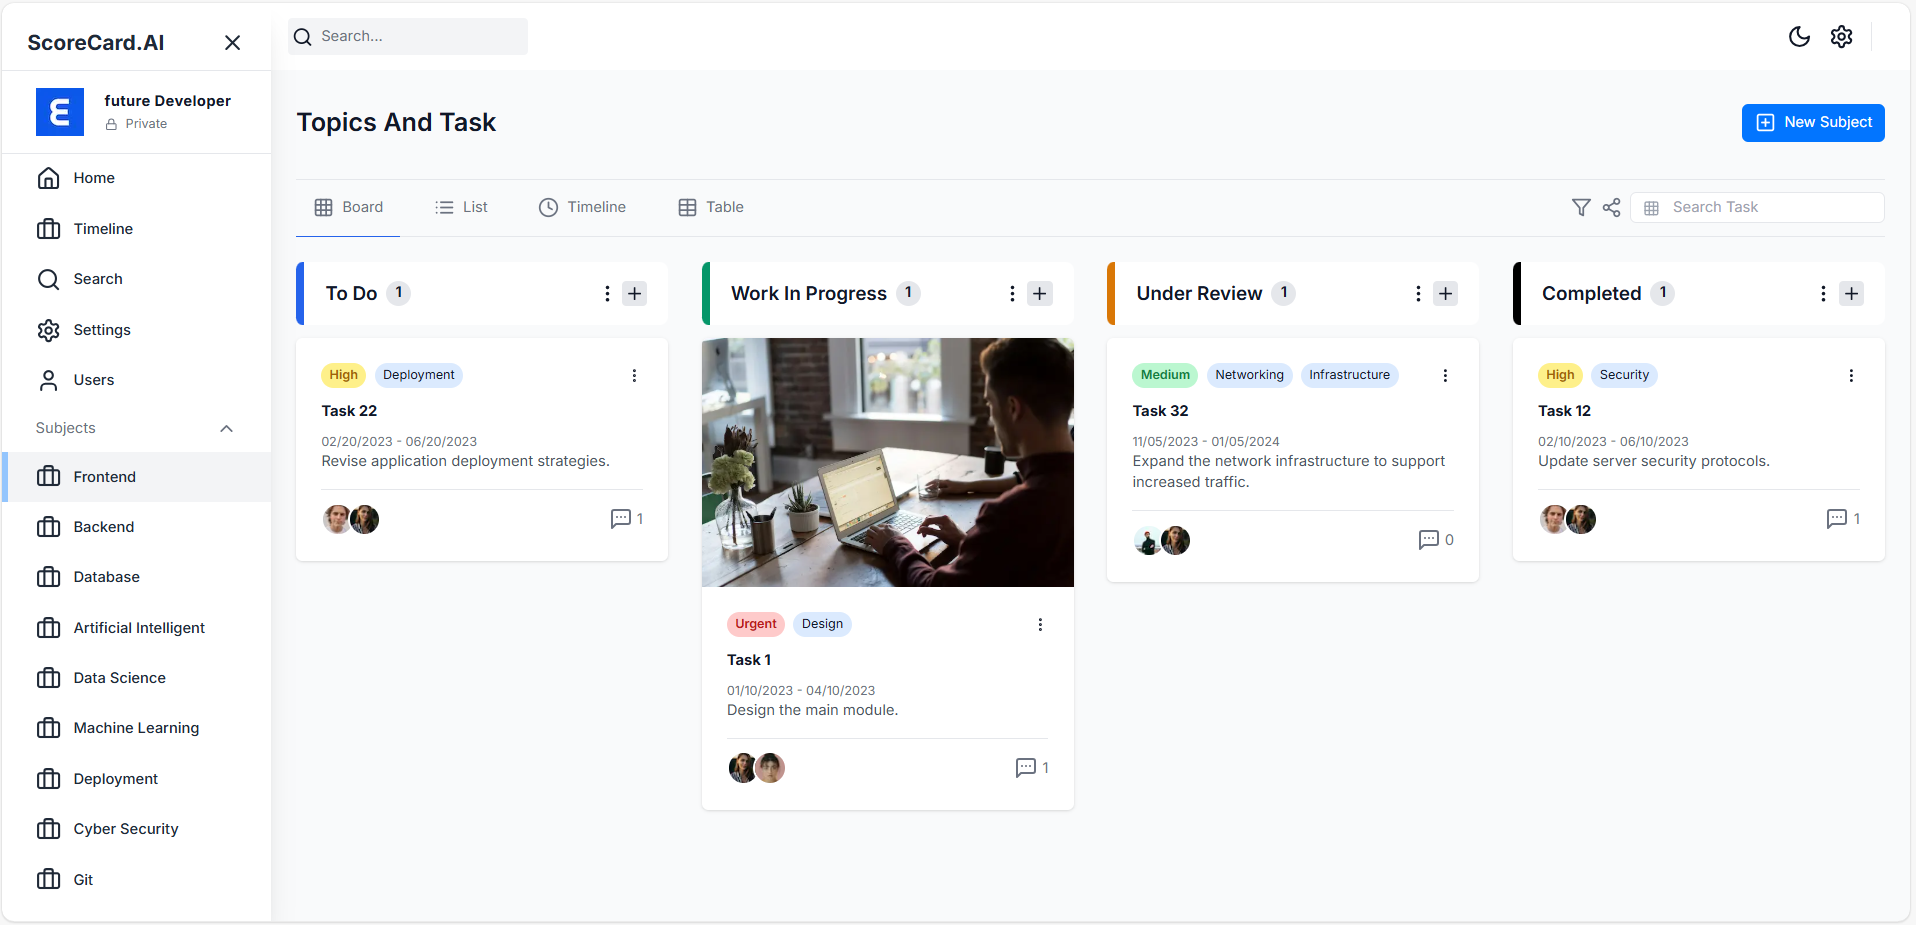 ScoreCard.AI
Search...
future Developer
Private
Home
Timeline
Search
Settings
Users
Subjects
Frontend
Backend
Database
Artificial Intelligent
Data Science
Machine Learning
Deployment
Cyber Security
Git
Topics And Task
New Subject
Board
List
Timeline
Table
Search Task
To Do 1
High Deployment
Task 22
02/20/2023 - 06/20/2023
Revise application deployment strategies.
1
Work In Progress 1
Urgent Design
Task 1
01/10/2023 - 04/10/2023
Design the main module.
1
Under Review 1
Medium Networking Infrastructure
Task 32
11/05/2023 - 01/05/2024
Expand the network infrastructure to support
increased traffic.
0
Completed 1
High Security
Task 12
02/10/2023 - 06/10/2023
Update server security protocols.
1